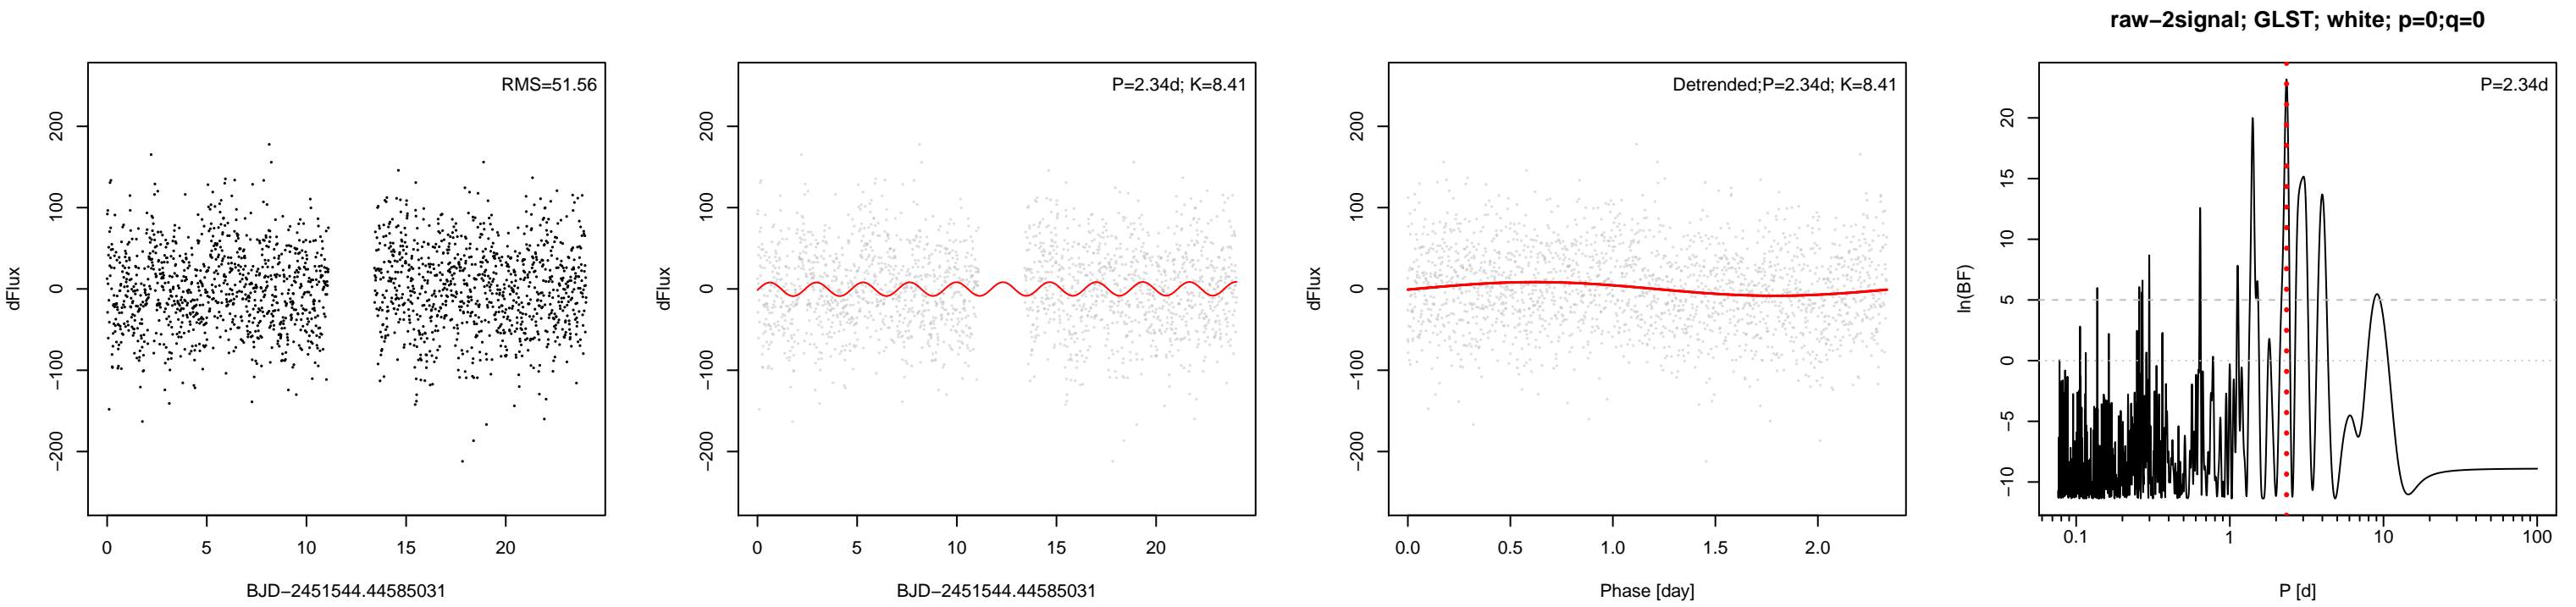 raw−2signal; GLST; white; p=0;q=0
RMS=51.56
dFlux
200
100
0
−100
−200
0 5 10 15 20
BJD−2451544.44585031
P=2.34d; K=8.41
dFlux
200
100
0
−100
−200
0 5 10 15 20
BJD−2451544.44585031
Detrended;P=2.34d; K=8.41
dFlux
200
100
0
−100
−200
0.0 0.5 1.0 1.5 2.0
Phase [day]
P=2.34d
ln(BF)
20
15
10
5
0
−5
−10
0.1 1 10 100
P [d]